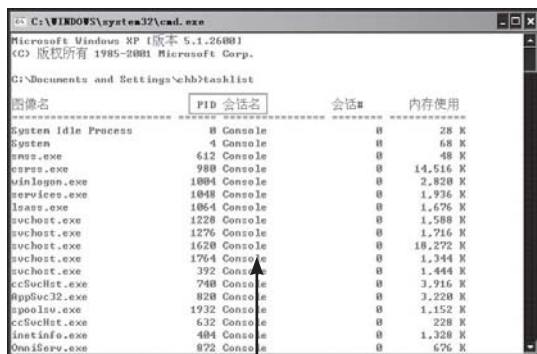 C:\WINDOWS\system32\cmd.exe
Microsoft Windows XP [版本 5.1.2600]
(C) 版权所有 1985-2001 Microsoft Corp.
C:\Documents and Settings\chh>tasklist
图像名 PID 会话名 会话# 内存使用
========================= ====== ================ ======== ============
System Idle Process 0 Console 0 28 K
System 4 Console 0 68 K
smss.exe 612 Console 0 48 K
csrss.exe 980 Console 0 14,516 K
winlogon.exe 1004 Console 0 2,820 K
services.exe 1048 Console 0 1,936 K
lsass.exe 1064 Console 0 1,676 K
svchost.exe 1228 Console 0 1,588 K
svchost.exe 1276 Console 0 1,716 K
svchost.exe 1620 Console 0 18,272 K
svchost.exe 1764 Console 0 1,344 K
svchost.exe 392 Console 0 1,444 K
ccSvcHst.exe 740 Console 0 3,916 K
AppSvc32.exe 820 Console 0 3,220 K
spoolsv.exe 1932 Console 0 1,152 K
ccSvcHst.exe 632 Console 0 228 K
inetinfo.exe 404 Console 0 1,328 K
OmniServ.exe 872 Console 0 676 K